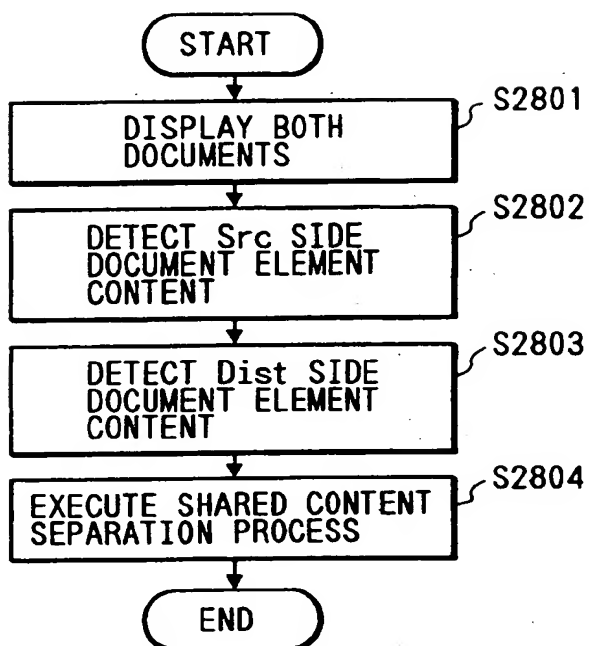 START
S2801
DISPLAY BOTH
DOCUMENTS
S2802
DETECT Src SIDE
DOCUMENT ELEMENT
CONTENT
S2803
DETECT Dist SIDE
DOCUMENT ELEMENT
CONTENT
S2804
EXECUTE SHARED CONTENT
SEPARATION PROCESS
END